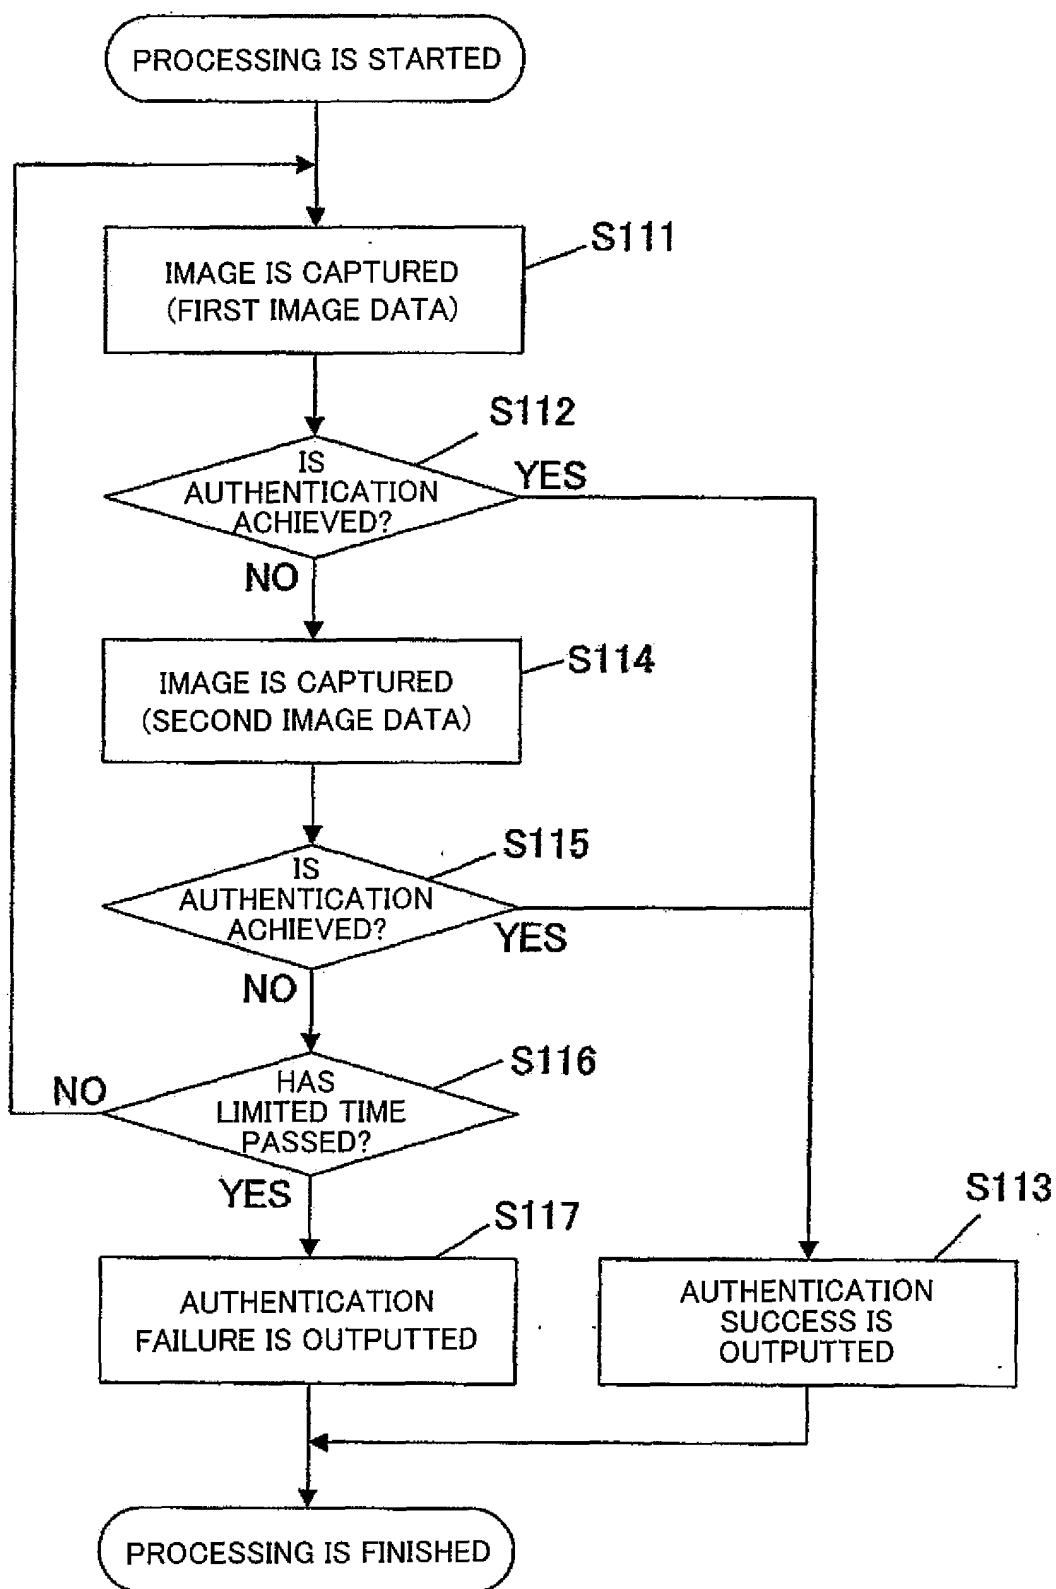 PROCESSING IS STARTED
S111
IMAGE IS CAPTURED
(FIRST IMAGE DATA)
S112
IS
AUTHENTICATION
ACHIEVED?
YES
NO
S114
IMAGE IS CAPTURED
(SECOND IMAGE DATA)
S115
IS
AUTHENTICATION
ACHIEVED?
YES
NO
S116
HAS
LIMITED TIME
PASSED?
NO
YES
S117
AUTHENTICATION
FAILURE IS OUTPUTTED
S113
AUTHENTICATION
SUCCESS IS
OUTPUTTED
PROCESSING IS FINISHED